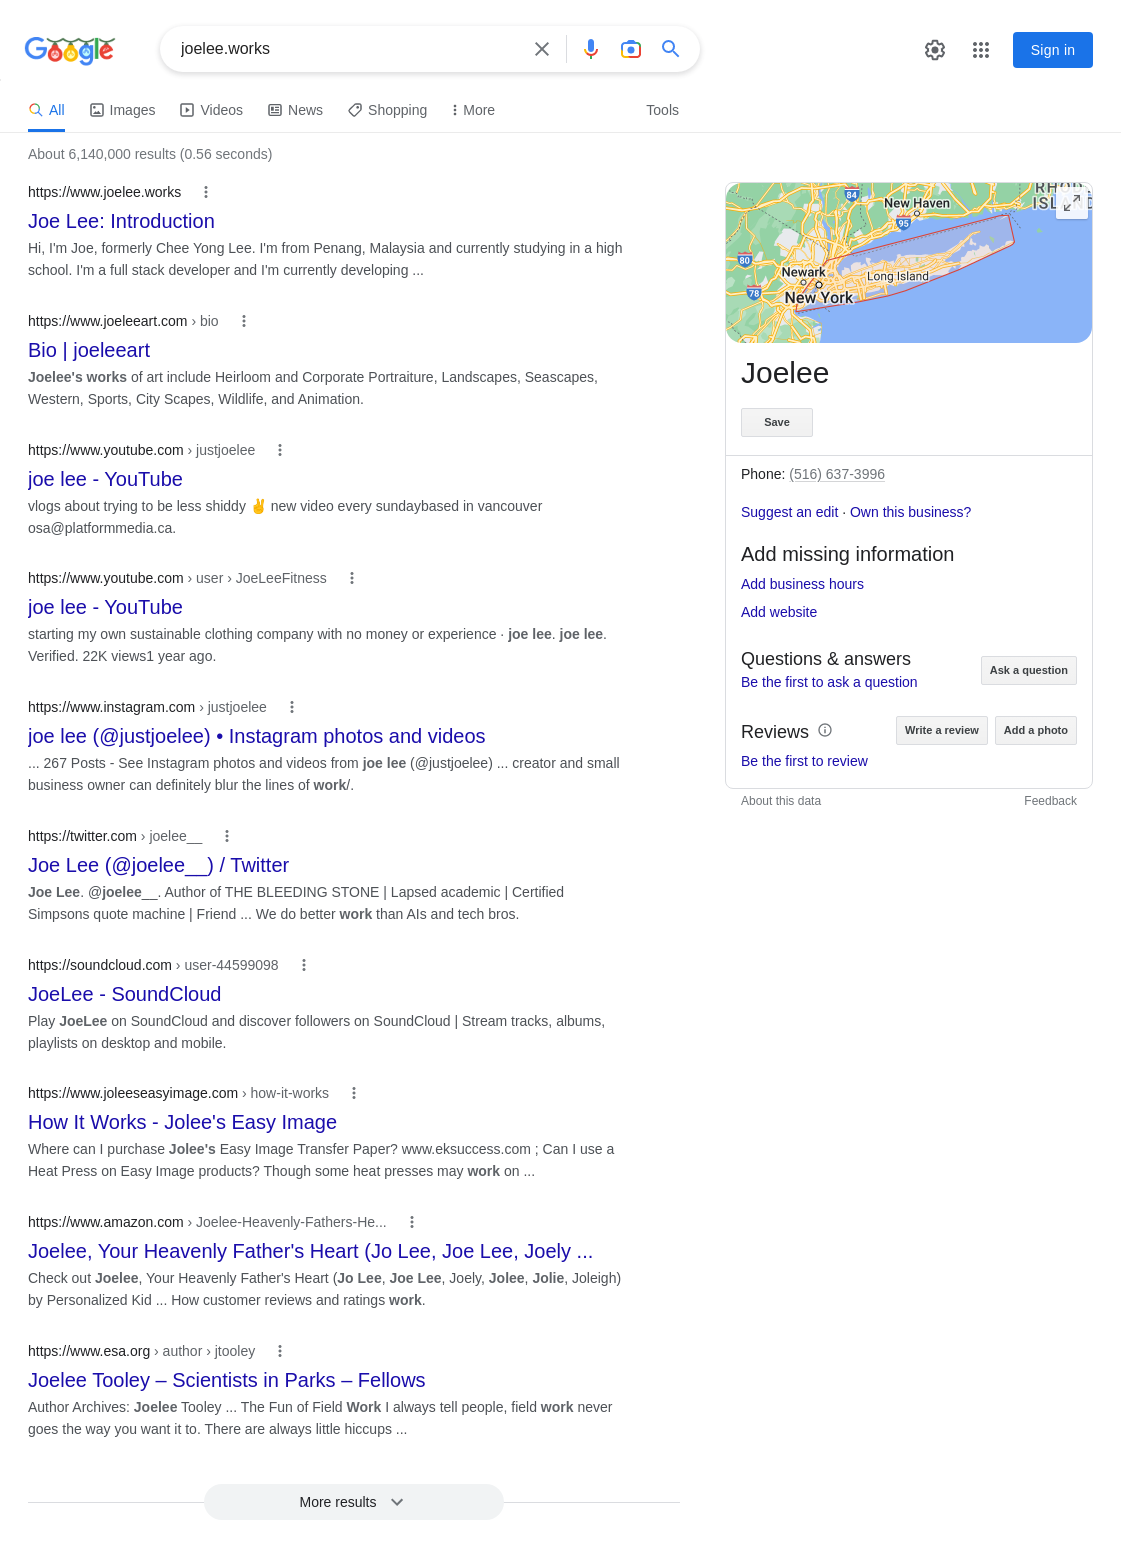 Google
joelee.works
Sign in
All
Images
Videos
News
Shopping
More
Tools
About 6,140,000 results (0.56 seconds)
https://www.joelee.works
Joe Lee: Introduction
Hi, I'm Joe, formerly Chee Yong Lee. I'm from Penang, Malaysia and currently studying in a high
school. I'm a full stack developer and I'm currently developing ...
https://www.joeleeart.com › bio
Bio | joeleeart
Joelee's works of art include Heirloom and Corporate Portraiture, Landscapes, Seascapes,
Western, Sports, City Scapes, Wildlife, and Animation.
https://www.youtube.com › justjoelee
joe lee - YouTube
vlogs about trying to be less shiddy ✌ new video every sundaybased in vancouver
osa@platformmedia.ca.
https://www.youtube.com › user › JoeLeeFitness
joe lee - YouTube
starting my own sustainable clothing company with no money or experience · joe lee. joe lee.
Verified. 22K views1 year ago.
https://www.instagram.com › justjoelee
joe lee (@justjoelee) • Instagram photos and videos
... 267 Posts - See Instagram photos and videos from joe lee (@justjoelee) ... creator and small
business owner can definitely blur the lines of work/.
https://twitter.com › joelee__
Joe Lee (@joelee__) / Twitter
Joe Lee. @joelee__. Author of THE BLEEDING STONE | Lapsed academic | Certified
Simpsons quote machine | Friend ... We do better work than AIs and tech bros.
https://soundcloud.com › user-44599098
JoeLee - SoundCloud
Play JoeLee on SoundCloud and discover followers on SoundCloud | Stream tracks, albums,
playlists on desktop and mobile.
https://www.joleeseasyimage.com › how-it-works
How It Works - Jolee's Easy Image
Where can I purchase Jolee's Easy Image Transfer Paper? www.eksuccess.com ; Can I use a
Heat Press on Easy Image products? Though some heat presses may work on ...
https://www.amazon.com › Joelee-Heavenly-Fathers-He...
Joelee, Your Heavenly Father's Heart (Jo Lee, Joe Lee, Joely ...
Check out Joelee, Your Heavenly Father's Heart (Jo Lee, Joe Lee, Joely, Jolee, Jolie, Joleigh)
by Personalized Kid ... How customer reviews and ratings work.
https://www.esa.org › author › jtooley
Joelee Tooley – Scientists in Parks – Fellows
Author Archives: Joelee Tooley ... The Fun of Field Work I always tell people, field work never
goes the way you want it to. There are always little hiccups ...
More results
84
New Haven
95
80
Newark
Long Island
78
New York
Joelee
Save
Phone: (516) 637-3996
Suggest an edit · Own this business?
Add missing information
Add business hours
Add website
Questions & answers
Be the first to ask a question
Ask a question
Reviews
Write a review
Add a photo
Be the first to review
About this data
Feedback